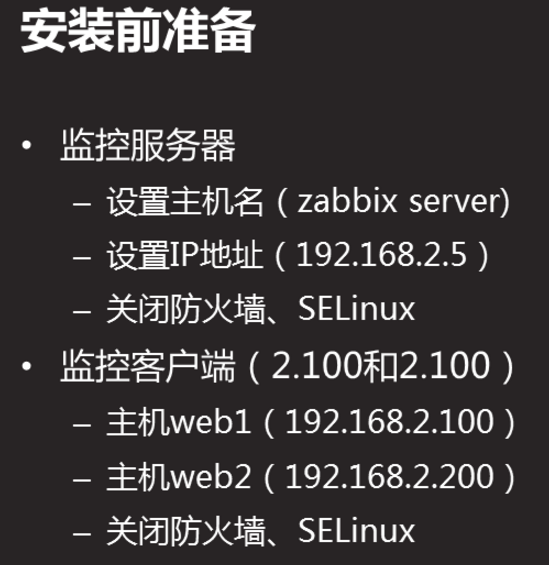 安装前准备
• 监控服务器
– 设置主机名（zabbix server)
– 设置IP地址（192.168.2.5）
– 关闭防火墙、SELinux
• 监控客户端（2.100和2.100）
– 主机web1（192.168.2.100）
– 主机web2（192.168.2.200）
– 关闭防火墙、SELinux